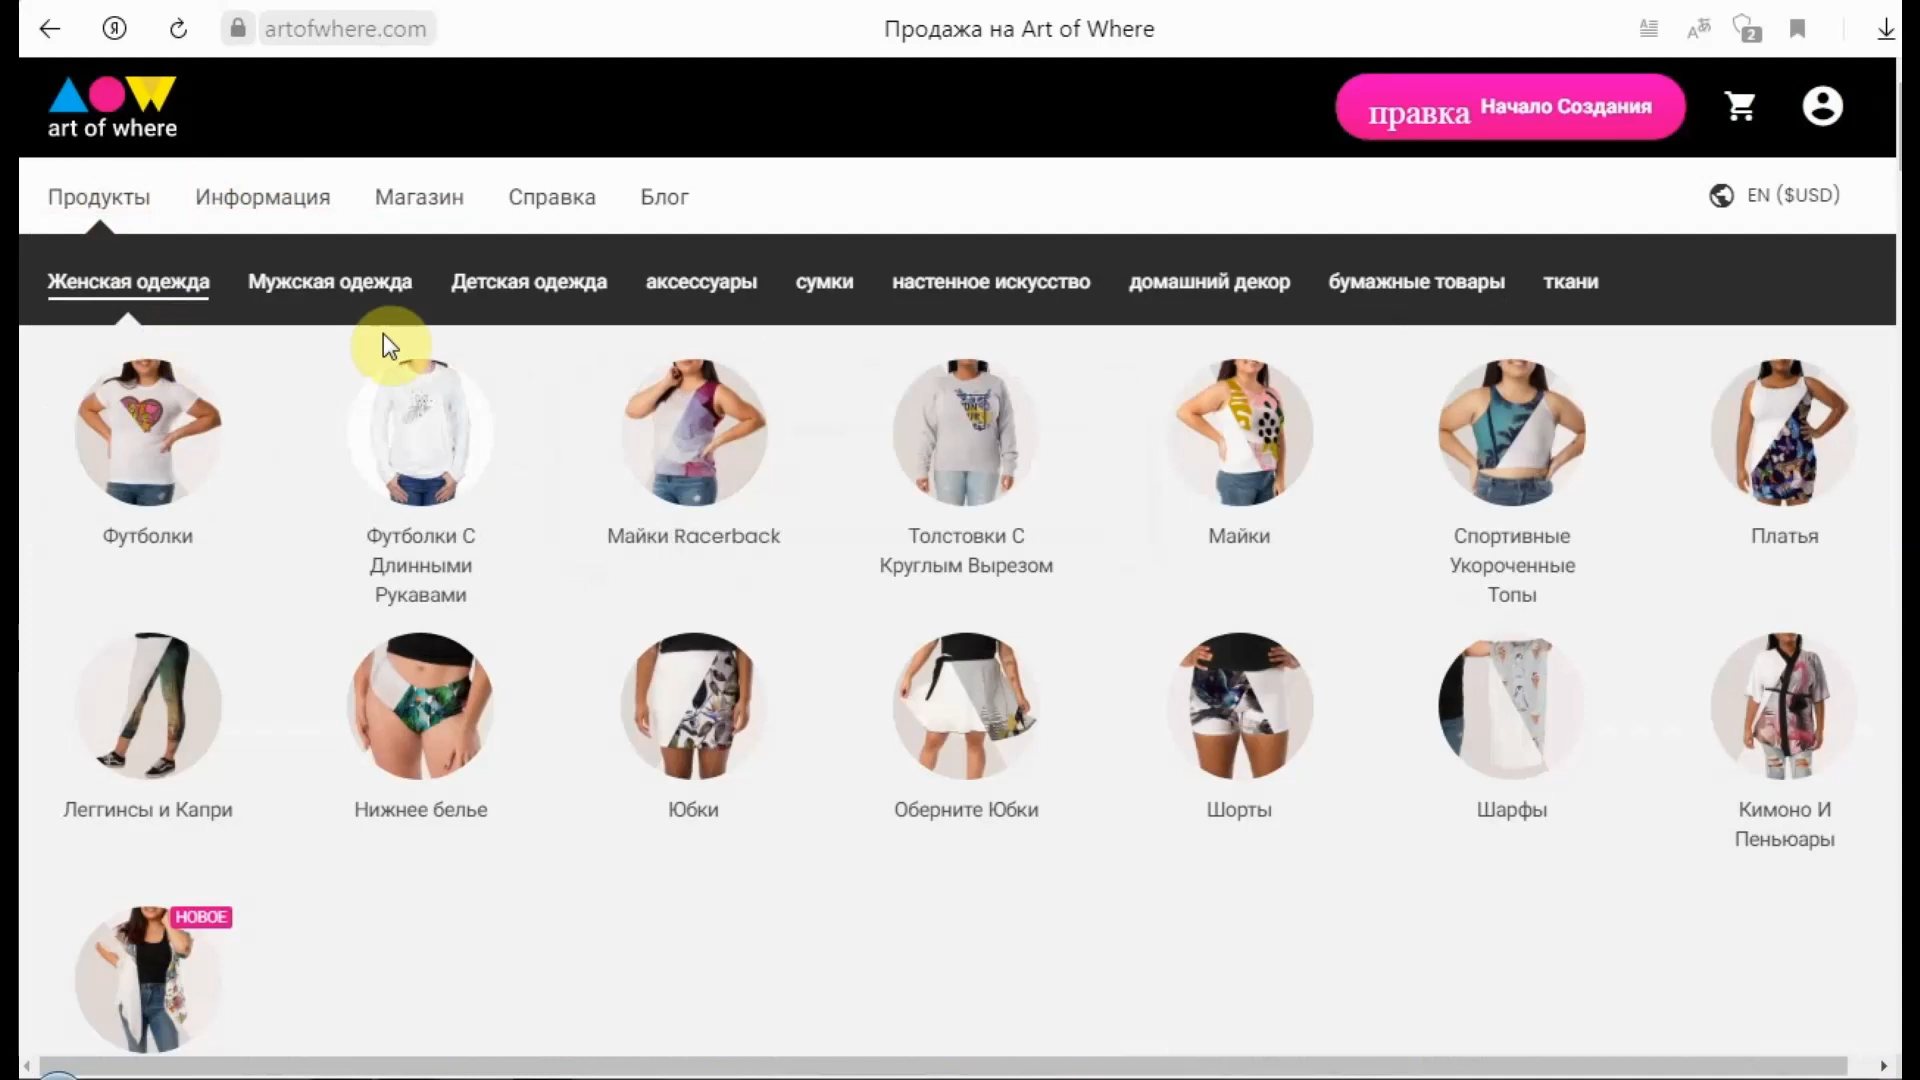 Я
artofwhere.com
Продажа на Art of Where
2
AOW
art of where
правка Начало Создания
Продукты
Информация
Магазин
Справка
Блог
EN ($USD)
Женская одежда
Мужская одежда
Детская одежда
аксессуары
сумки
настенное искусство
домашний декор
бумажные товары
ткани
Футболки
Футболки С
Длинными
Рукавами
Майки Racerback
Толстовки С
Круглым Вырезом
Майки
Спортивные
Укороченные
Топы
Платья
Леггинсы и Капри
Нижнее белье
Юбки
Оберните Юбки
Шорты
Шарфы
Кимоно И
Пеньюары
НОВОЕ